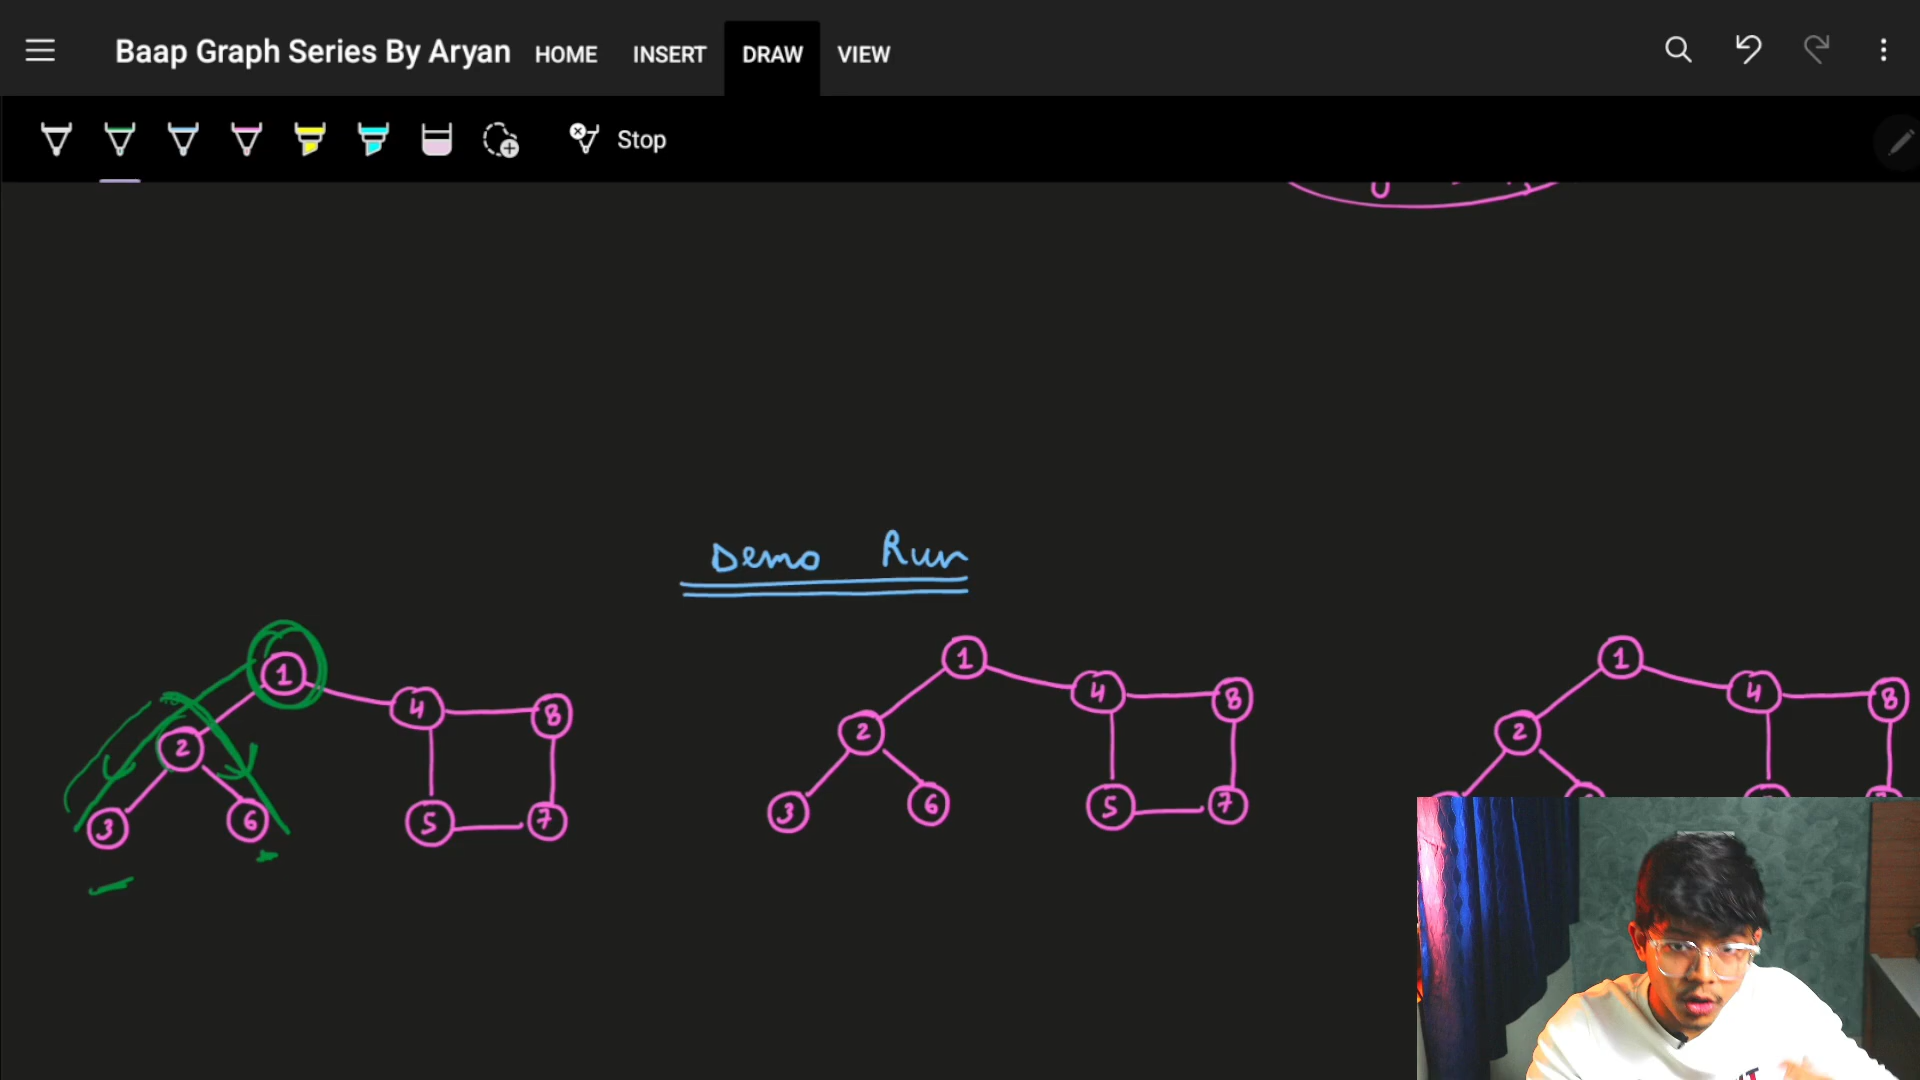 Baap Graph Series By Aryan HOME INSERT DRAW VIEW
Stop
Demo Run
1 1 1
4 8 4 8 4 8
2 2 2
3 6 5 7 3 6 5 7